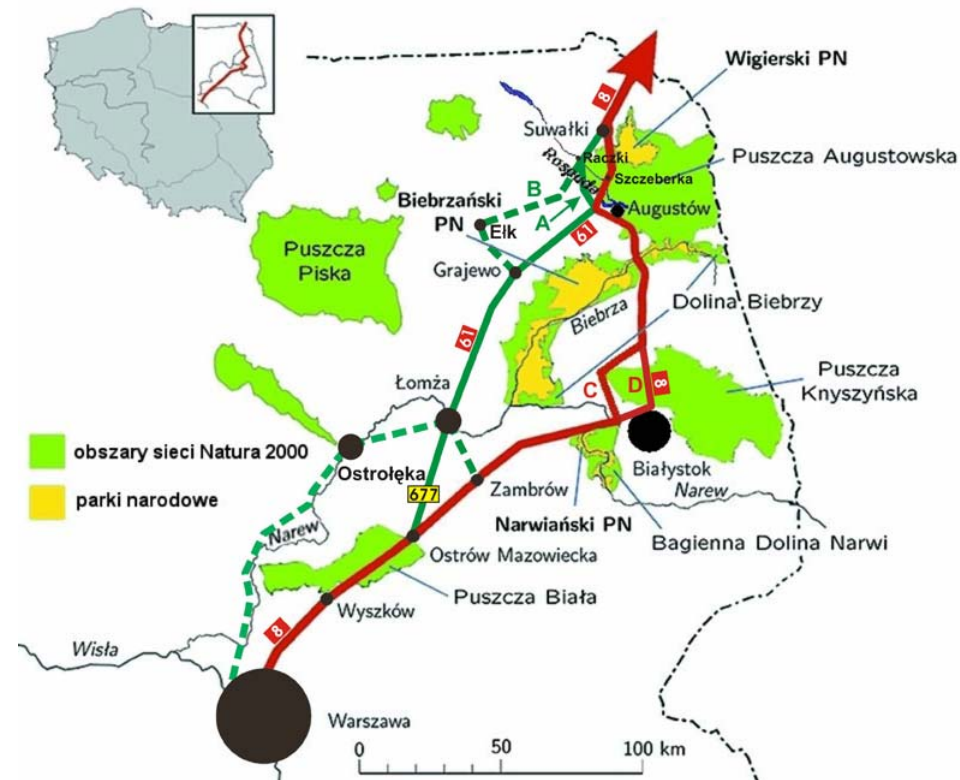 Wigierski PN
8
Suwałki
Raczki
Rospuda
Szczeberka
Puszcza Augustowska
B
A
Augustów
Biebrzański
PN
Ełk
61
Grajewo
Puszcza
Piska
Dolina Biebrzy
Biebrza
61
Łomża
C
D
8
Puszcza
Knyszyńska
obszary sieci Natura 2000
parki narodowe
Ostrołęka
677
Zambrów
Białystok
Narew
Narwiański PN
Narew
Bagienna Dolina Narwi
Ostrów Mazowiecka
Puszcza Biała
Wyszków
8
Wisła
Warszawa
0 50 100 km